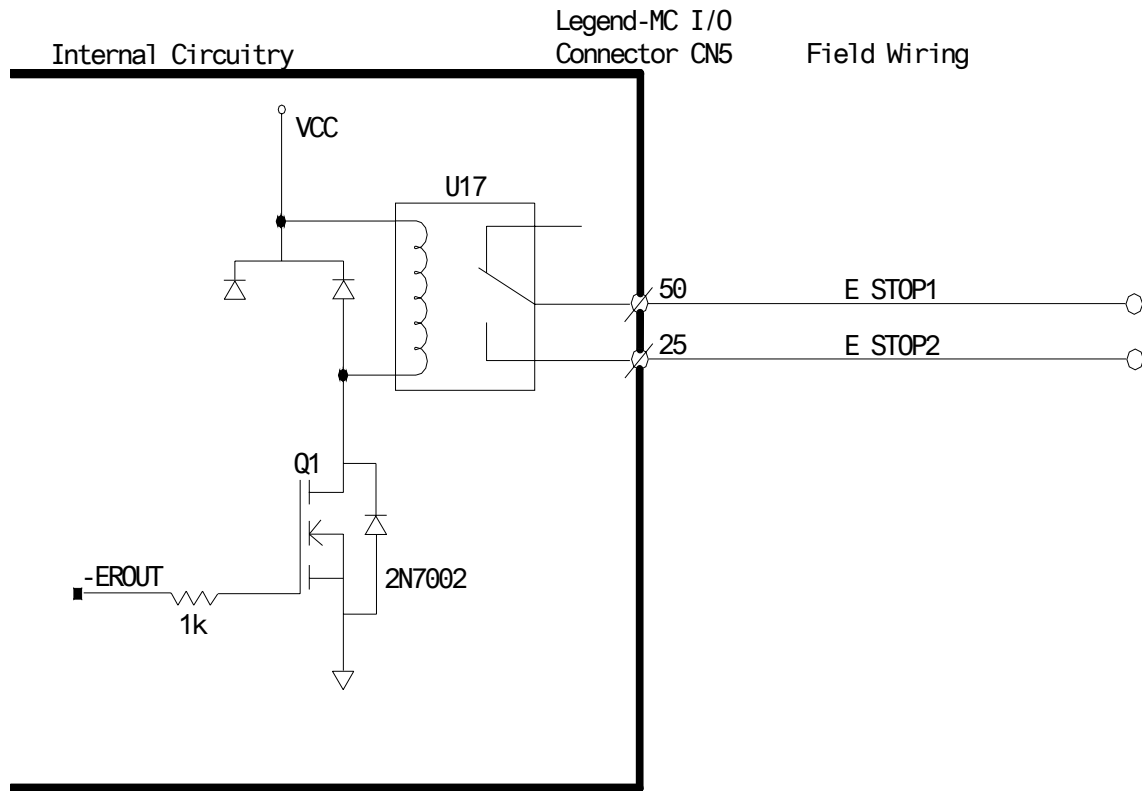 Legend-MC I/O
Internal Circuitry
Connector CN5
Field Wiring
VCC
U17
50
E STOP1
25
E STOP2
Q1
-EROUT
2N7002
1k